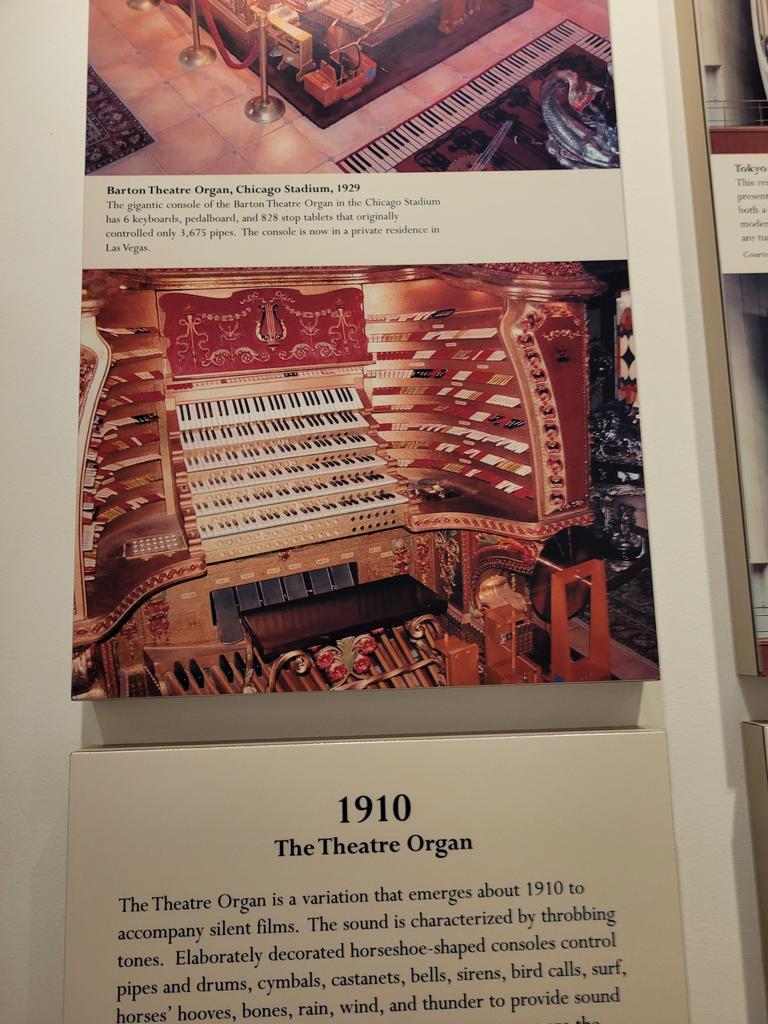 Barton Theatre Organ, Chicago Stadium, 1929
The gigantic console of the Barton Theatre Organ in the Chicago Stadium
has 6 keyboards, pedalboard, and 828 stop tablets that originally
controlled only 3,675 pipes. The console is now in a private residence in
Las Vegas.
Tokyo
This
present
both a
moder
are
Courte
1910
The Theatre Organ
The Theatre Organ is a variation that emerges about 1910 to
accompany silent films. The sound is characterized by throbbing
tones. Elaborately decorated horseshoe-shaped consoles control
pipes and drums, cymbals, castanets, bells, sirens, bird calls, surf,
horses' hooves, bones, rain, wind, and thunder to provide sound
the